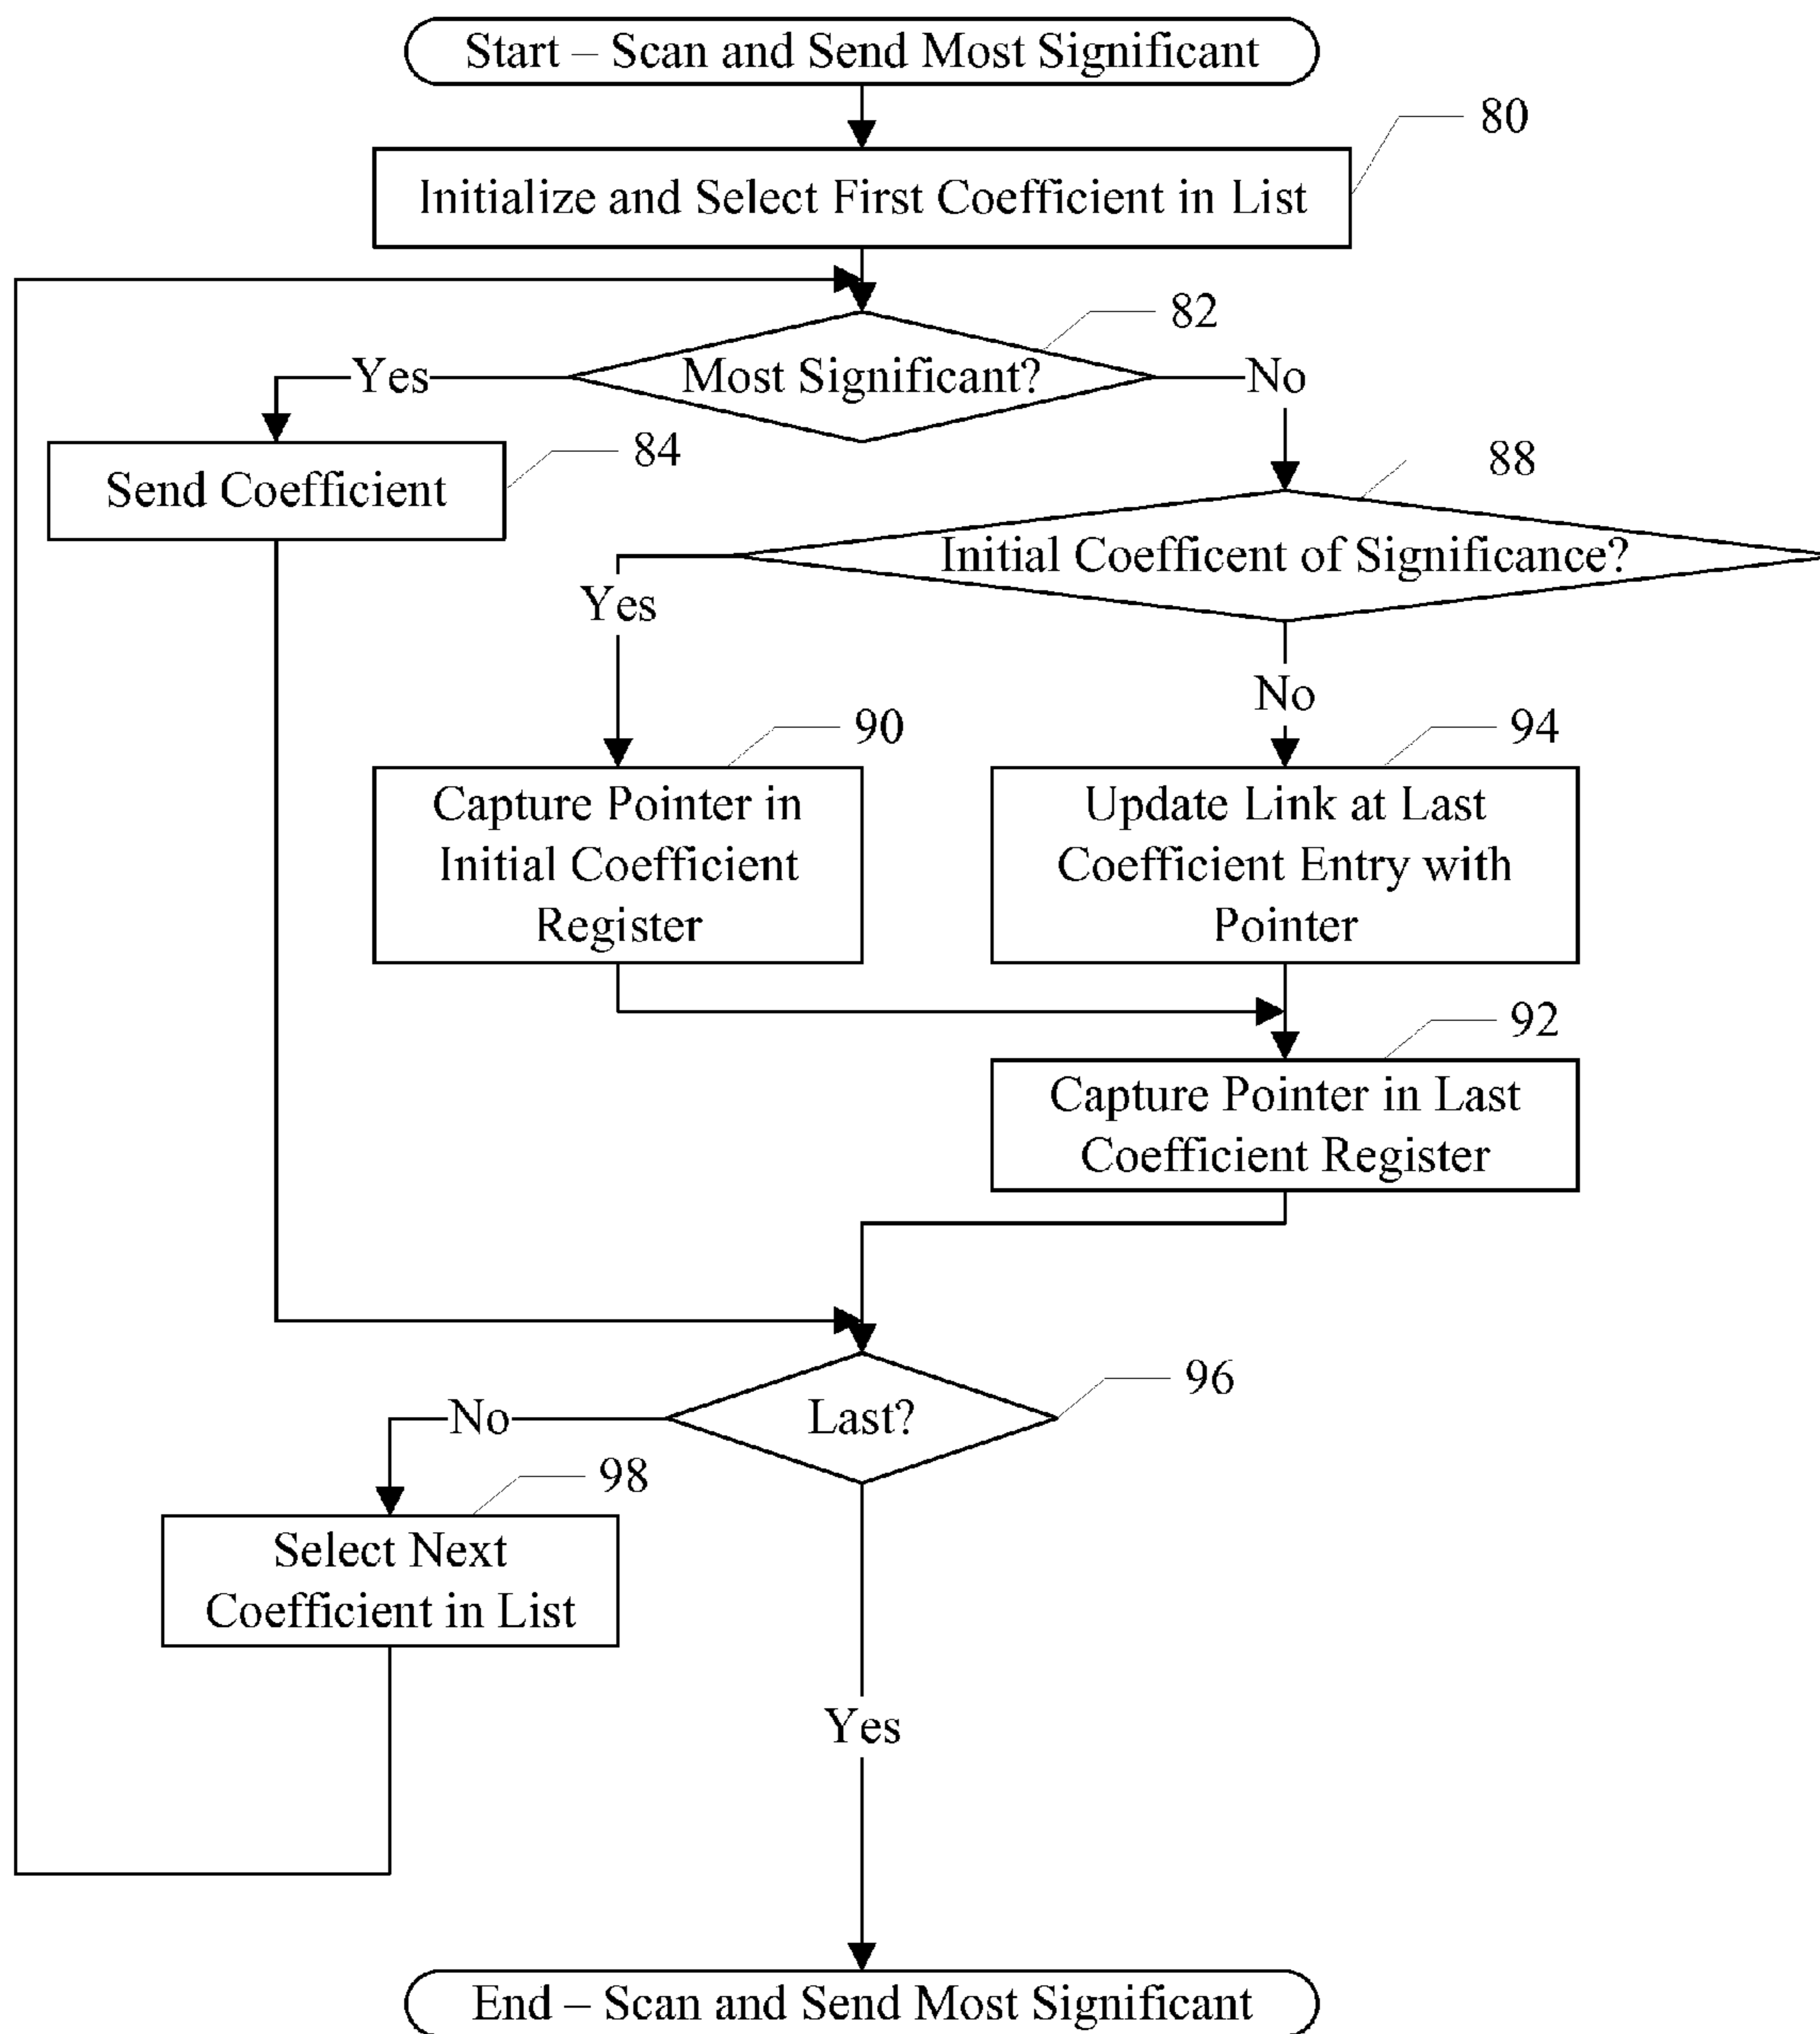 Start – Scan and Send Most Significant
80
Initialize and Select First Coefficient in List
82
Most Significant?
Yes
No
84
Send Coefficient
88
Initial Coefficent of Significance?
Yes
No
90
Capture Pointer in
Initial Coefficient
Register
94
Update Link at Last
Coefficient Entry with
Pointer
92
Capture Pointer in Last
Coefficient Register
96
Last?
No
98
Select Next
Coefficient in List
Yes
End – Scan and Send Most Significant